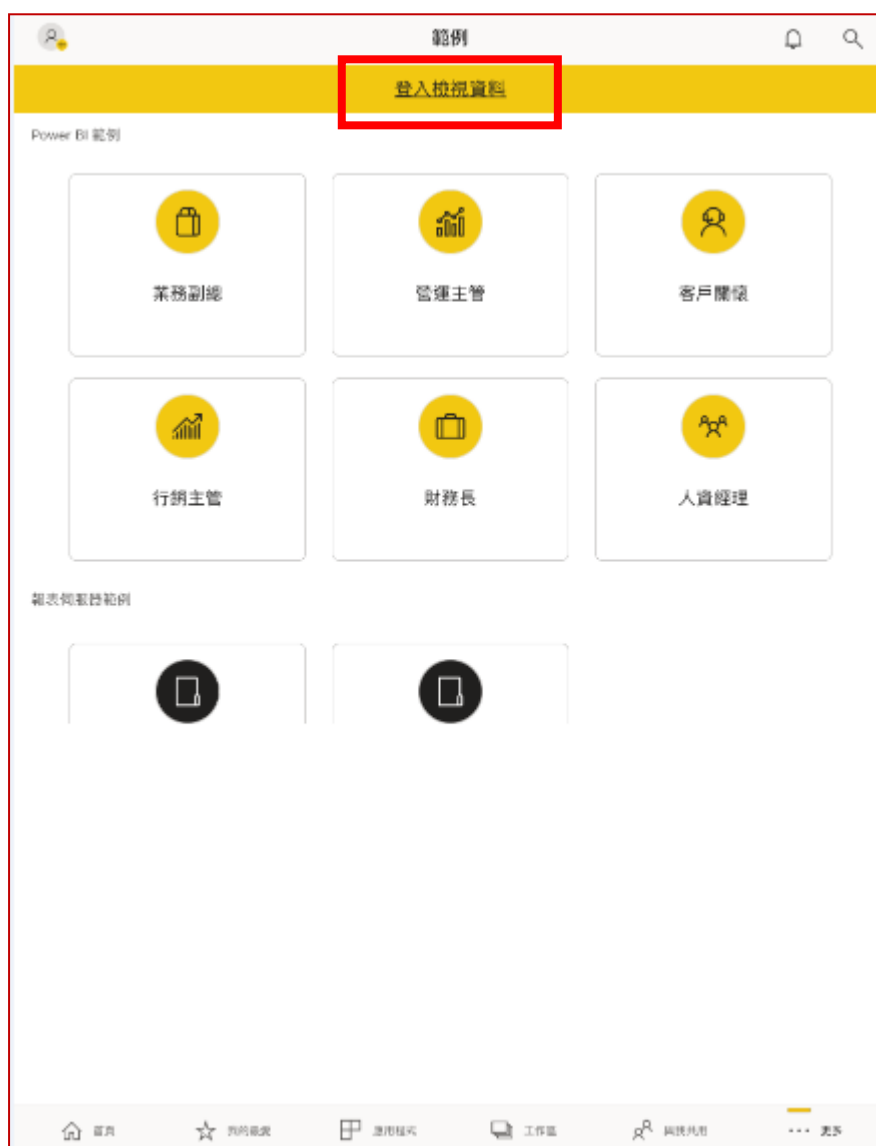 範例
登入檢視資料
Power BI 範例
業務副總 營運主管 客戶關懷
行銷主管 財務長 人資經理
報表伺服器範例
首頁 我的最愛 應用程式 工作區 與我共用 更多